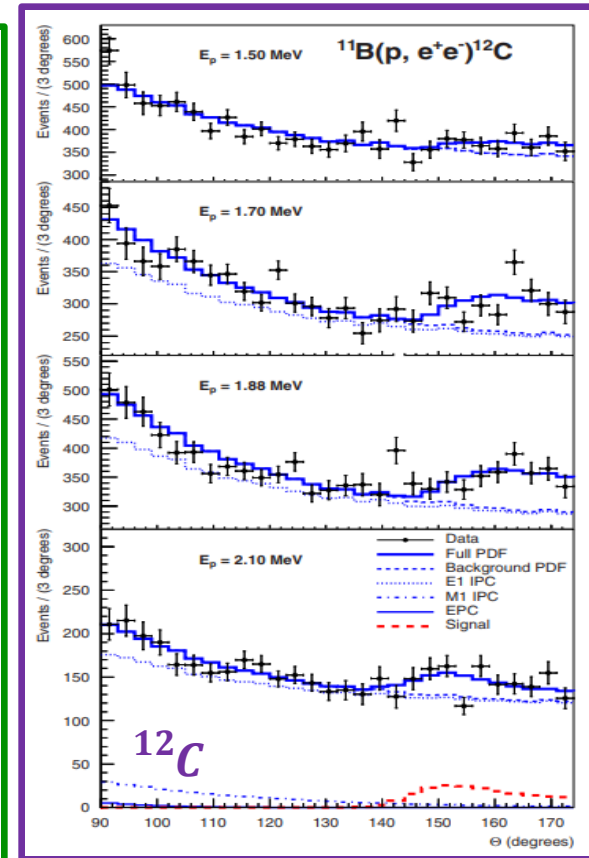 E_p = 1.50 MeV
¹¹B(p, e⁺e⁻)¹²C
Events / (3 degrees)
600
550
500
450
400
350
300
E_p = 1.70 MeV
Events / (3 degrees)
450
400
350
300
250
E_p = 1.88 MeV
Events / (3 degrees)
550
500
450
400
350
300
E_p = 2.10 MeV
Events / (3 degrees)
300
250
200
150
100
50
0
Data
Full PDF
Background PDF
E1 IPC
M1 IPC
EPC
Signal
¹²C
90 100 110 120 130 140 150 160 170
Θ (degrees)